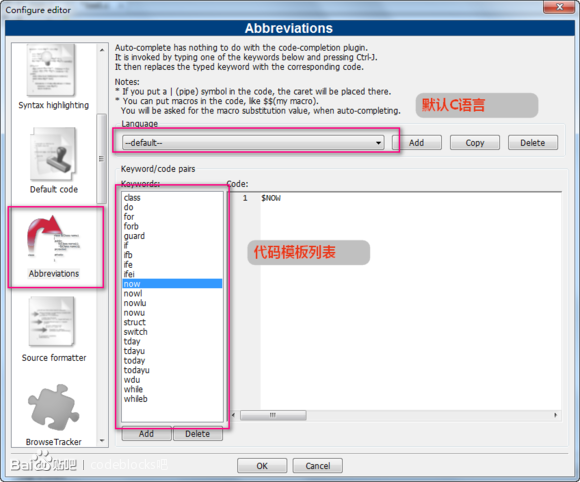 Configure editor
Abbreviations
Syntax highlighting
Default code
Abbreviations
Source formatter
BrowseTracker
Auto-complete has nothing to do with the code-completion plugin.
It is invoked by typing one of the keywords below and pressing Ctrl-J.
It then replaces the typed keyword with the corresponding code.
Notes:
* If you put a | (pipe) symbol in the code, the caret will be placed there.
* You can put macros in the code, like $$(my macro).
You will be asked for the macro substitution value, when auto-completing.
默认C语言
Language
--default--
Add
Copy
Delete
Keyword/code pairs
Keywords:
class
do
for
forb
guard
if
ifb
ife
ifei
now
nowl
nowlu
nowu
struct
switch
tday
tdayu
today
todayu
wdu
while
whileb
Add
Delete
Code:
1 $NOW
代码模板列表
OK
Cancel
Bai贴吧 | codeblocks吧